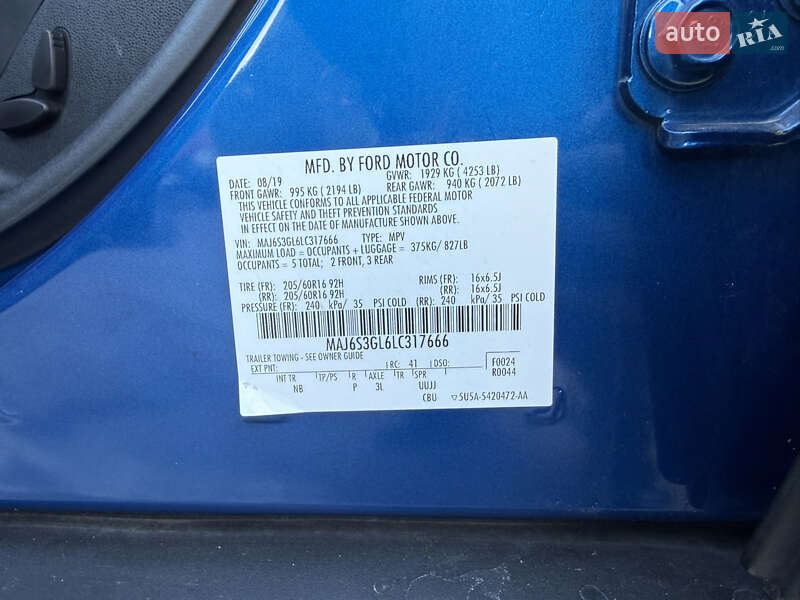 auto RIA
.com
MFD. BY FORD MOTOR CO.
DATE: 08/19 GVWR: 1929 KG ( 4253 LB)
FRONT GAWR: 995 KG ( 2194 LB) REAR GAWR: 940 KG ( 2072 LB)
THIS VEHICLE CONFORMS TO ALL APPLICABLE FEDERAL MOTOR
VEHICLE SAFETY AND THEFT PREVENTION STANDARDS
IN EFFECT ON THE DATE OF MANUFACTURE SHOWN ABOVE.
VIN: MAJ6S3GL6LC317666 TYPE: MPV
MAXIMUM LOAD = OCCUPANTS + LUGGAGE = 375KG/ 827LB
OCCUPANTS = 5 TOTAL; 2 FRONT, 3 REAR
TIRE (FR): 205/60R16 92H RIMS (FR): 16x6.5J
(RR): 205/60R16 92H (RR): 16x6.5J
PRESSURE (FR): 240 kPa/ 35 PSI COLD (RR): 240 kPa/ 35 PSI COLD
MAJ6S3GL6LC317666
TRAILER TOWING - SEE OWNER GUIDE
EXT PNT: RC: 41 DSO: F0024
R0044
INT TR TP/PS R AXLE TR SPR
NB P 3L UUJJ
CBU ▽5U5A-5420472-AA